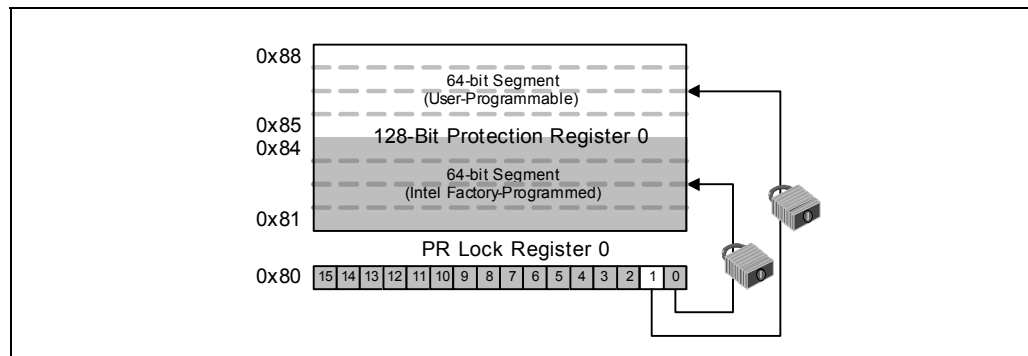 0x88
64-bit Segment
(User-Programmable)
0x85
128-Bit Protection Register 0
0x84
64-bit Segment
(Intel Factory-Programmed)
0x81
PR Lock Register 0
0x80 15 14 13 12 11 10 9 8 7 6 5 4 3 2 1 0